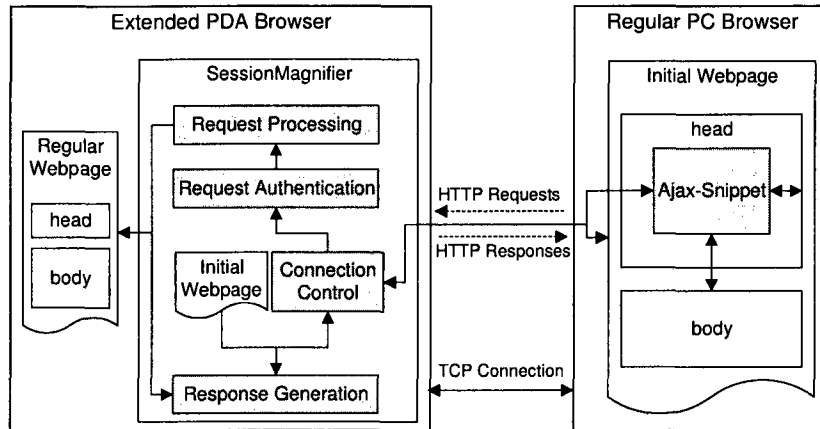 Extended PDA Browser
SessionMagnifier
Request Processing
Regular
Webpage
head
body
Request Authentication
Initial
Webpage
Connection
Control
Response Generation
HTTP Requests
HTTP Responses
TCP Connection
Regular PC Browser
Initial Webpage
head
Ajax-Snippet
body